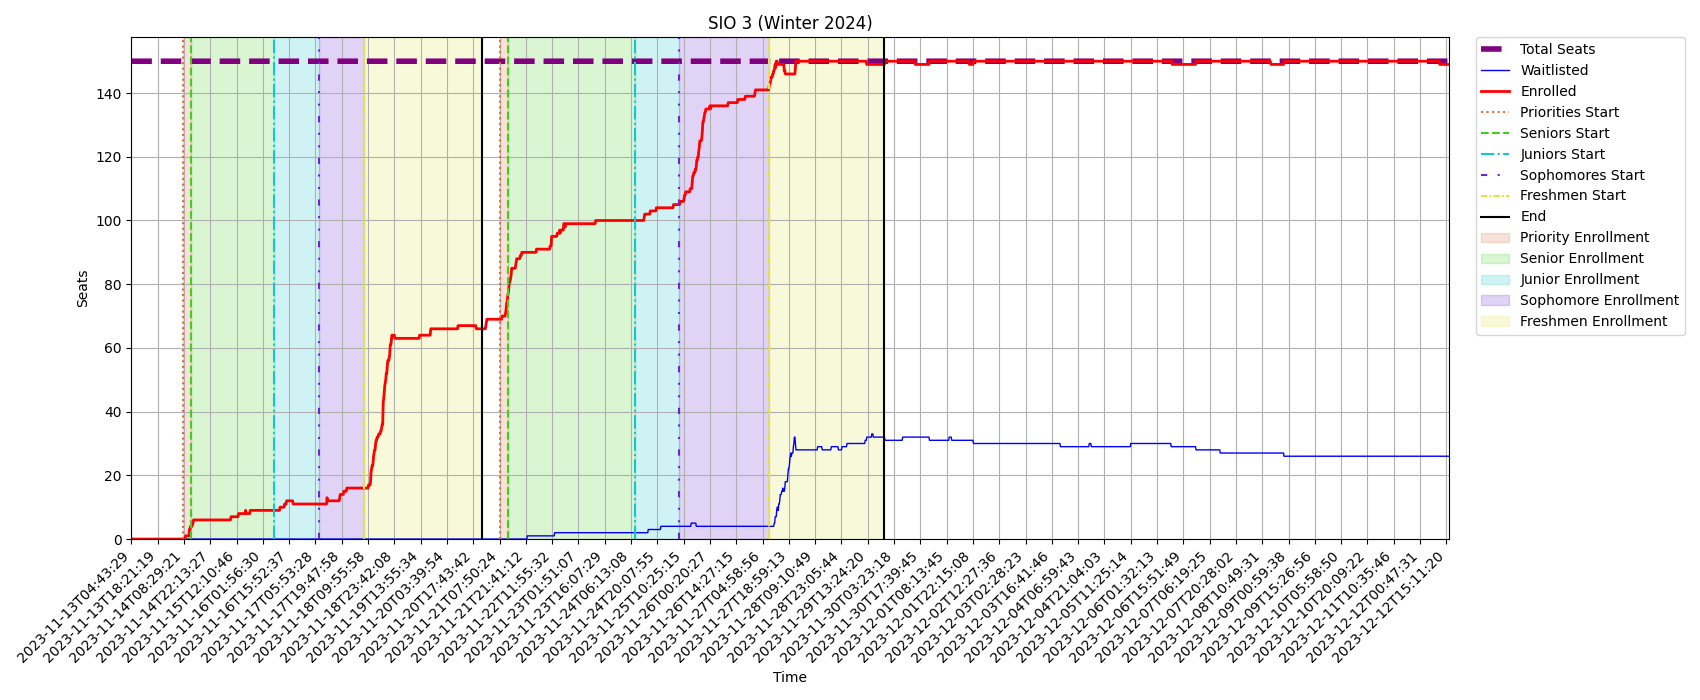 SIO 3 (Winter 2024)
Total Seats
Waitlisted
Enrolled
Priorities Start
Seniors Start
Juniors Start
Sophomores Start
Freshmen Start
End
Priority Enrollment
Senior Enrollment
Junior Enrollment
Sophomore Enrollment
Freshmen Enrollment
Seats
140
120
100
80
60
40
20
0
2023-11-13T04:43:29
2023-11-13T18:21:19
2023-11-14T08:29:21
2023-11-14T22:13:27
2023-11-15T12:10:46
2023-11-16T01:56:30
2023-11-16T15:52:37
2023-11-17T05:53:28
2023-11-17T19:47:58
2023-11-18T09:55:58
2023-11-18T23:42:08
2023-11-19T13:55:34
2023-11-20T03:39:54
2023-11-20T17:43:42
2023-11-21T07:50:24
2023-11-21T21:41:12
2023-11-22T11:55:32
2023-11-23T01:51:07
2023-11-23T16:07:29
2023-11-24T06:13:08
2023-11-24T20:07:55
2023-11-25T10:25:15
2023-11-26T00:20:27
2023-11-26T14:27:15
2023-11-27T04:58:56
2023-11-27T18:59:13
2023-11-28T09:10:49
2023-11-28T23:05:44
2023-11-29T13:24:20
2023-11-30T03:23:18
2023-11-30T17:39:45
2023-12-01T08:13:45
2023-12-01T22:15:08
2023-12-02T12:27:36
2023-12-03T02:28:23
2023-12-03T16:41:46
2023-12-04T06:59:43
2023-12-04T21:04:03
2023-12-05T11:25:14
2023-12-06T01:32:13
2023-12-06T15:51:49
2023-12-07T06:19:25
2023-12-07T20:28:02
2023-12-08T10:49:31
2023-12-09T00:59:38
2023-12-09T15:26:56
2023-12-10T05:58:50
2023-12-10T20:09:22
2023-12-11T10:35:46
2023-12-12T00:47:31
2023-12-12T15:11:20
Time